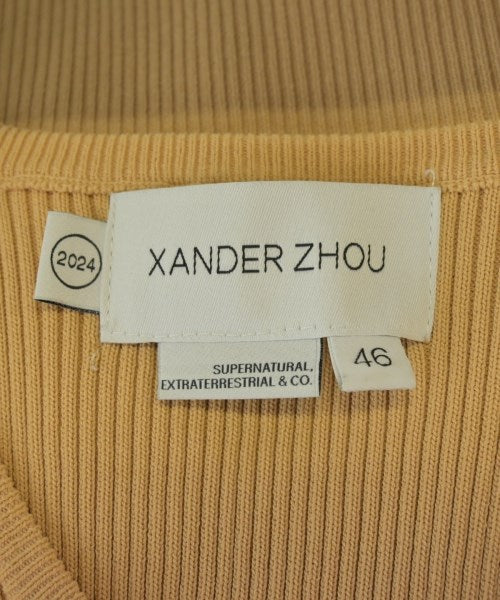 2024
XANDER ZHOU
SUPERNATURAL,
EXTRATERRESTRIAL & CO.
46